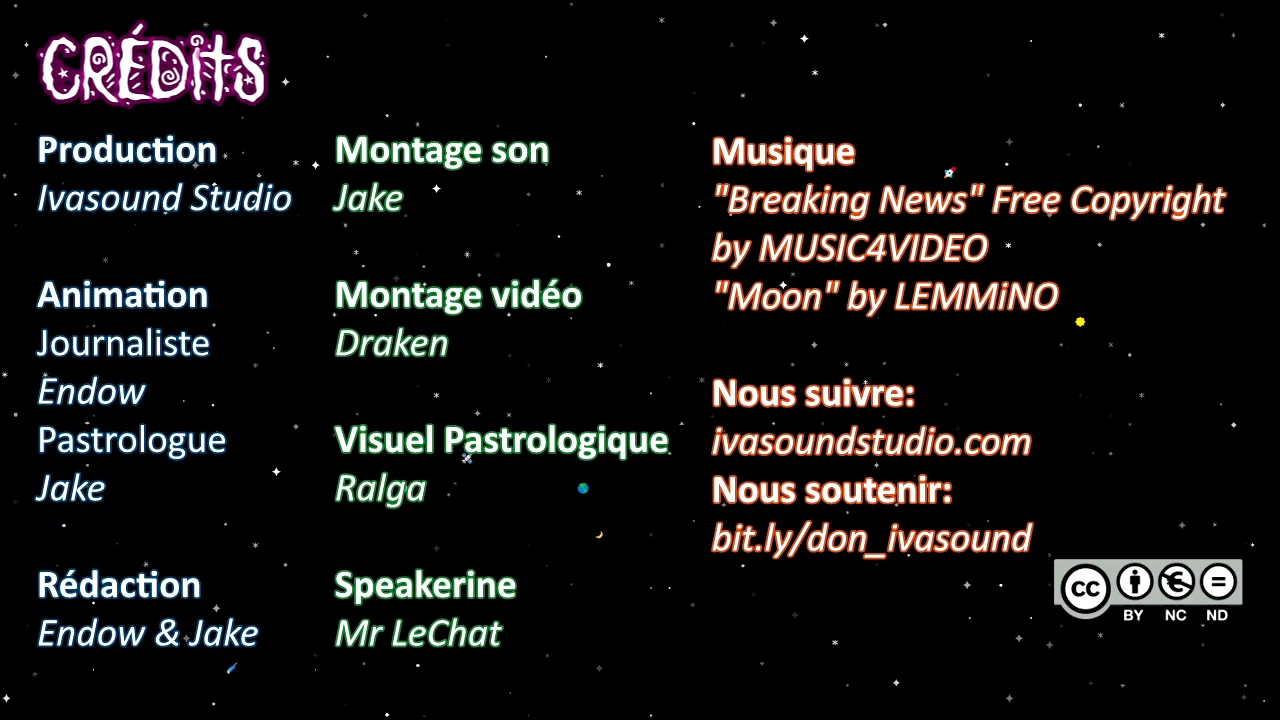 CRÉDITS
Production
Ivasound Studio
Animation
Journaliste
Endow
Pastrologue
Jake
Rédaction
Endow & Jake
Montage son
Jake
Montage vidéo
Draken
Visuel Pastrologique
Ralga
Speakerine
Mr LeChat
Musique
"Breaking News" Free Copyright
by MUSIC4VIDEO
"Moon" by LEMMiNO
Nous suivre:
ivasoundstudio.com
Nous soutenir:
bit.ly/don_ivasound
cc
BY NC ND